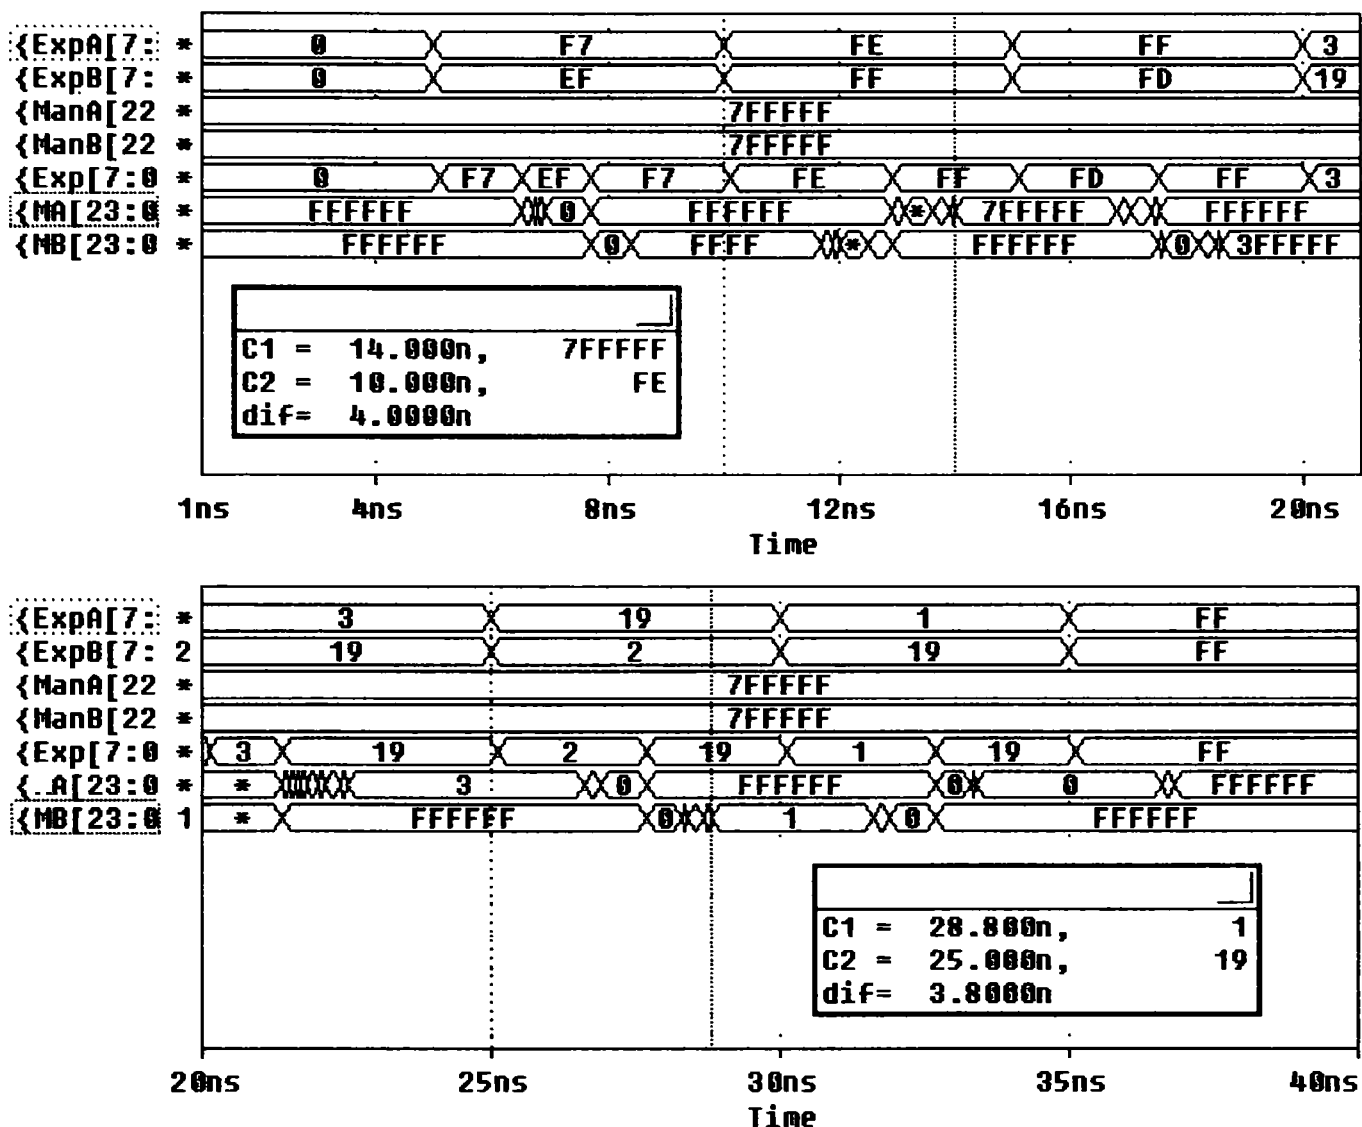 {ExpA[7: * 0 F7 FE FF 3
{ExpB[7: * 0 EF FF FD 19
{ManA[22 * 7FFFFF
{ManB[22 * 7FFFFF
{Exp[7:0 * 0 F7 EF F7 FE FF FD FF 3
{MA[23:0 * FFFFFF 0 FFFFFF * 7FFFFF FFFFFF
{MB[23:0 * FFFFFF 0 FFFF * FFFFFF 0 3FFFFF
C1 = 14.000n, 7FFFFF
C2 = 10.000n, FE
dif= 4.0000n
1ns 4ns 8ns 12ns 16ns 20ns
Time
{ExpA[7: * 3 19 1 FF
{ExpB[7: 2 19 2 19 FF
{ManA[22 * 7FFFFF
{ManB[22 * 7FFFFF
{Exp[7:0 * 3 19 2 19 1 19 FF
{..A[23:0 * * 3 0 FFFFFF 0 0 FFFFFF
{MB[23:0 1 * FFFFFF 0 1 0 FFFFFF
C1 = 28.800n, 1
C2 = 25.000n, 19
dif= 3.8000n
20ns 25ns 30ns 35ns 40ns
Time